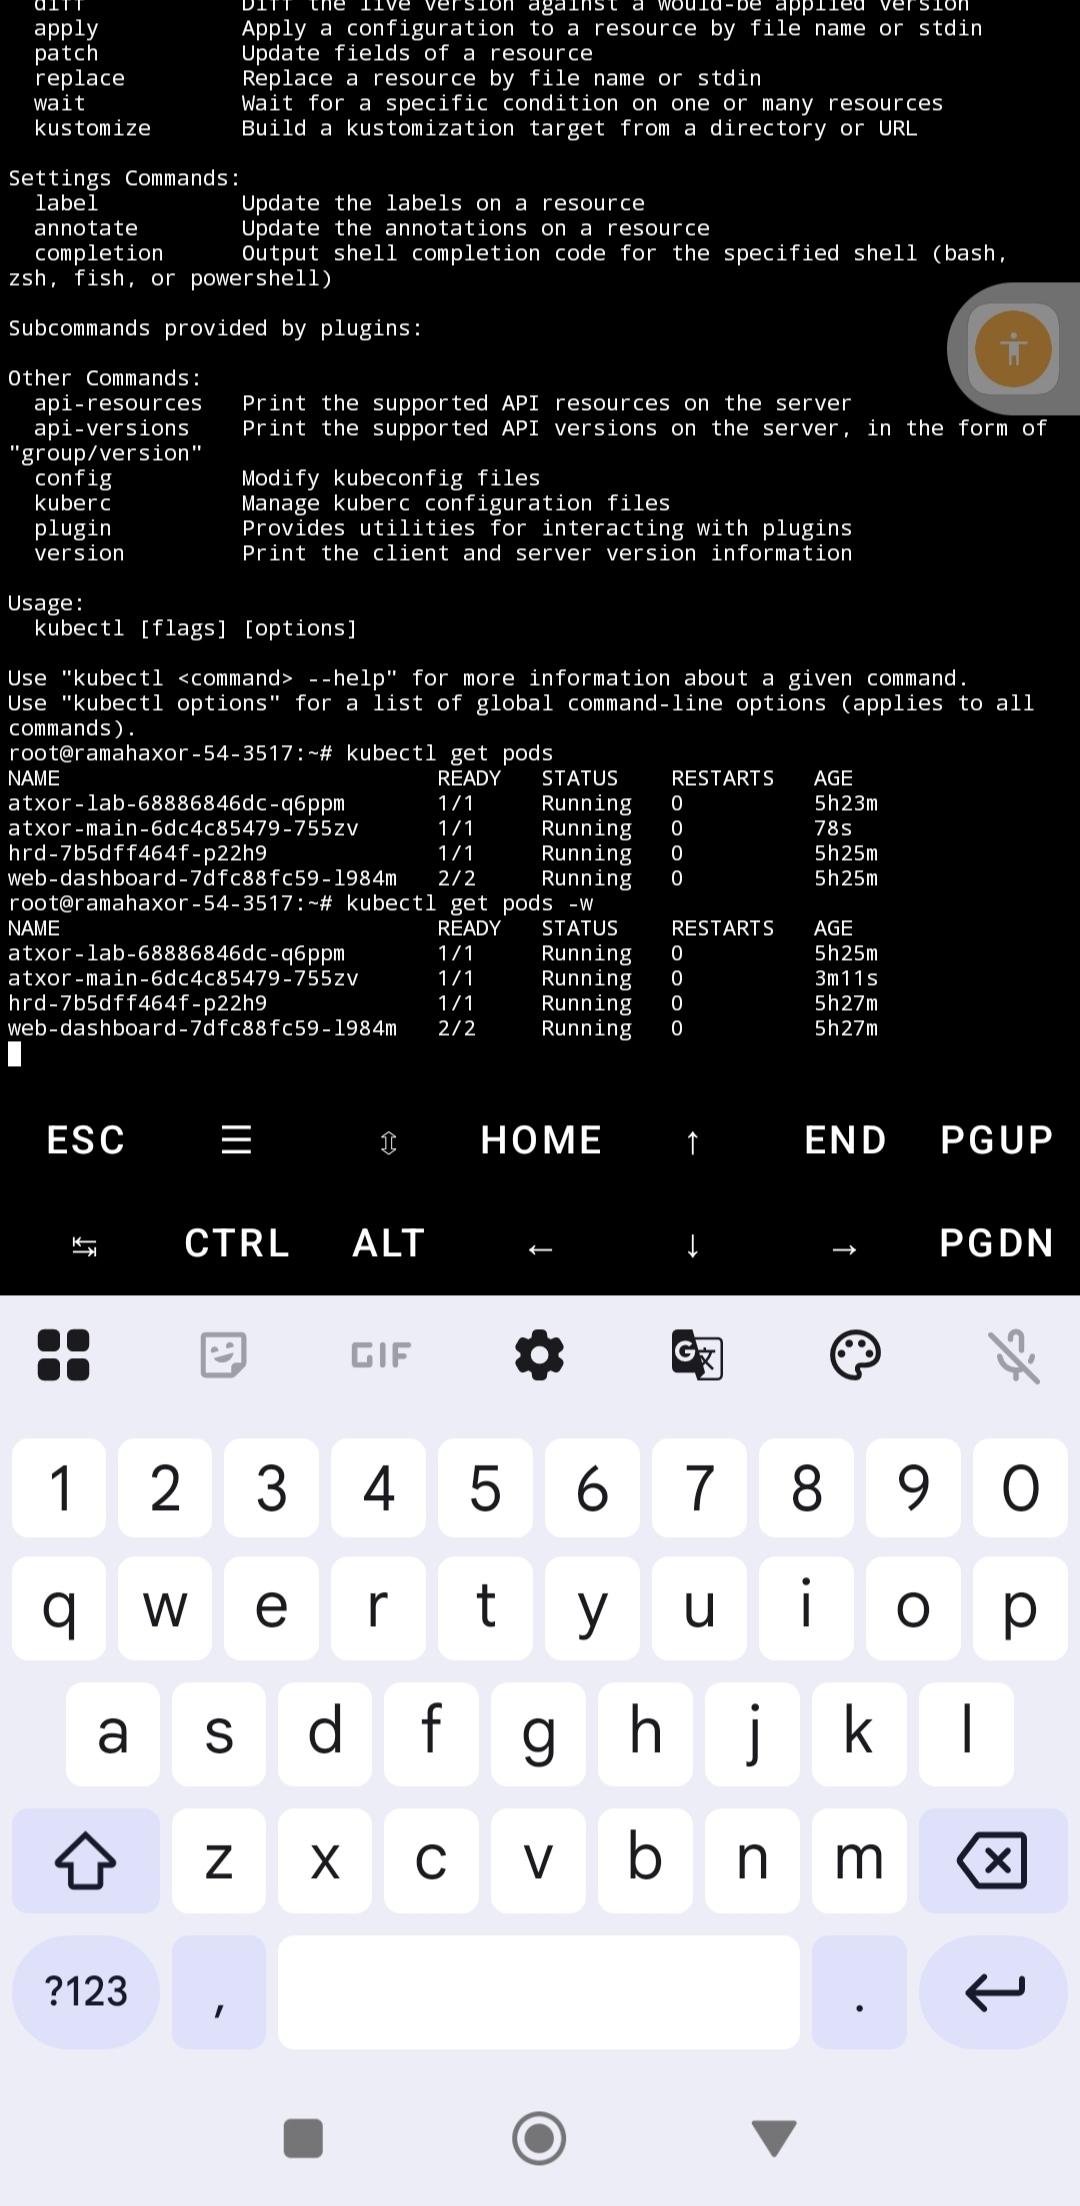 diff            Diff the live version against a would-be applied version
apply           Apply a configuration to a resource by file name or stdin
patch           Update fields of a resource
replace         Replace a resource by file name or stdin
wait            Wait for a specific condition on one or many resources
kustomize       Build a kustomization target from a directory or URL
Settings Commands:
label           Update the labels on a resource
annotate        Update the annotations on a resource
completion      Output shell completion code for the specified shell (bash,
zsh, fish, or powershell)
Subcommands provided by plugins:
Other Commands:
api-resources   Print the supported API resources on the server
api-versions    Print the supported API versions on the server, in the form of
"group/version"
config          Modify kubeconfig files
kuberc          Manage kuberc configuration files
plugin          Provides utilities for interacting with plugins
version         Print the client and server version information
Usage:
kubectl [flags] [options]
Use "kubectl <command> --help" for more information about a given command.
Use "kubectl options" for a list of global command-line options (applies to all
commands).
root@ramahaxor-54-3517:~# kubectl get pods
NAME                             READY   STATUS    RESTARTS   AGE
atxor-lab-68886846dc-q6ppm       1/1     Running   0          5h23m
atxor-main-6dc4c85479-755zv      1/1     Running   0          78s
hrd-7b5dff464f-p22h9             1/1     Running   0          5h25m
web-dashboard-7dfc88fc59-l984m   2/2     Running   0          5h25m
root@ramahaxor-54-3517:~# kubectl get pods -w
NAME                             READY   STATUS    RESTARTS   AGE
atxor-lab-68886846dc-q6ppm       1/1     Running   0          5h25m
atxor-main-6dc4c85479-755zv      1/1     Running   0          3m11s
hrd-7b5dff464f-p22h9             1/1     Running   0          5h27m
web-dashboard-7dfc88fc59-l984m   2/2     Running   0          5h27m
ESC ☰ ⇳ HOME ↑ END PGUP
↹ CTRL ALT ← ↓ → PGDN
GIF G文
1 2 3 4 5 6 7 8 9 0
q w e r t y u i o p
a s d f g h j k l
z x c v b n m
?123 , .